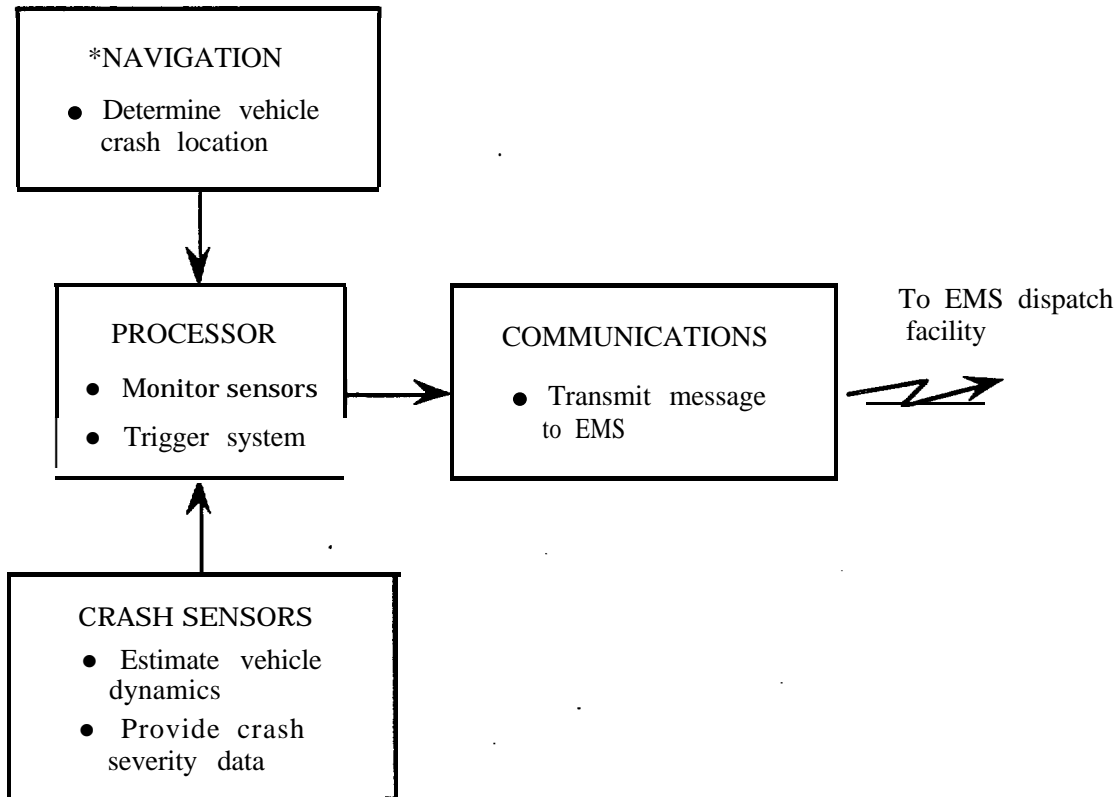 *NAVIGATION
● Determine vehicle
crash location
PROCESSOR
● Monitor sensors
● Trigger system
COMMUNICATIONS
● Transmit message
to EMS
To EMS dispatch
facility
CRASH SENSORS
● Estimate vehicle
dynamics
● Provide crash
severity data